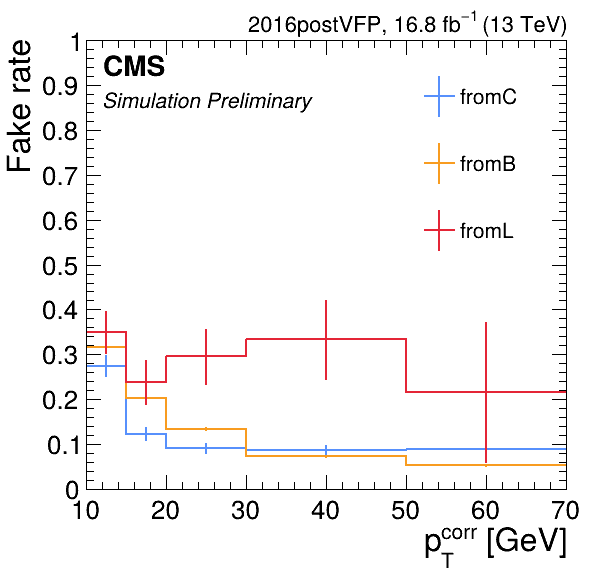 2016postVFP, 16.8 fb⁻¹ (13 TeV)
CMS
Simulation Preliminary
fromC
fromB
fromL
Fake rate
1
0.9
0.8
0.7
0.6
0.5
0.4
0.3
0.2
0.1
0
10 20 30 40 50 60 70
p_T^corr [GeV]